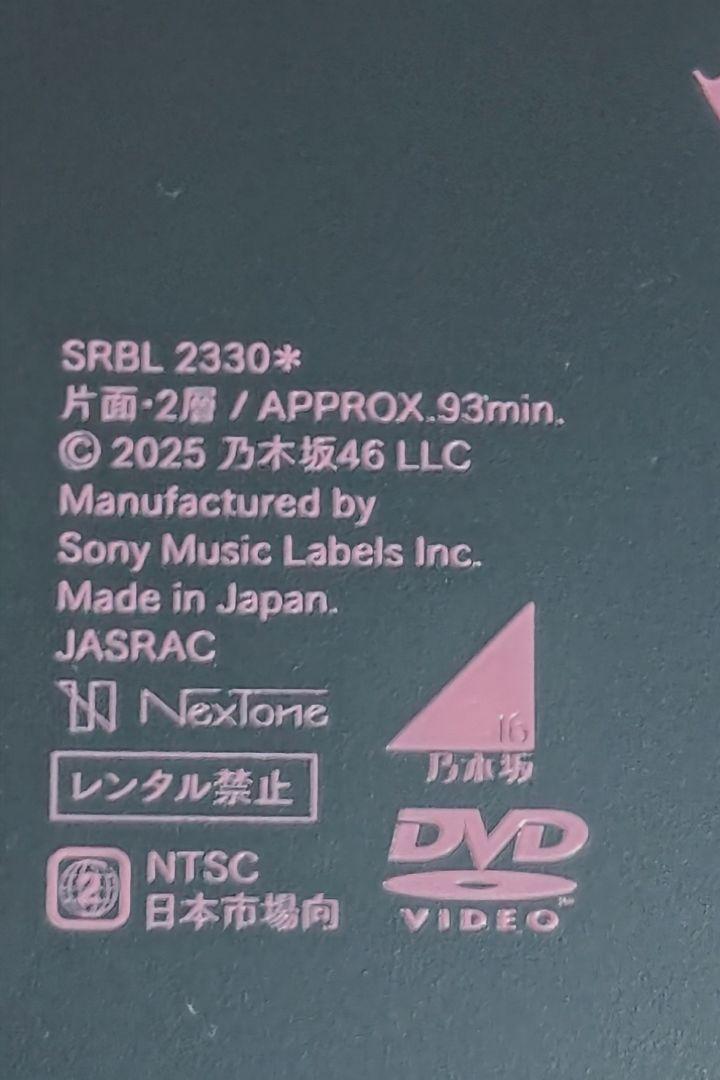 SRBL 2330*
片面・2層 / APPROX.93min.
© 2025 乃木坂46 LLC
Manufactured by
Sony Music Labels Inc.
Made in Japan.
JASRAC
NexTone
46
乃木坂
レンタル禁止
DVD
VIDEO
2
NTSC
日本市場向